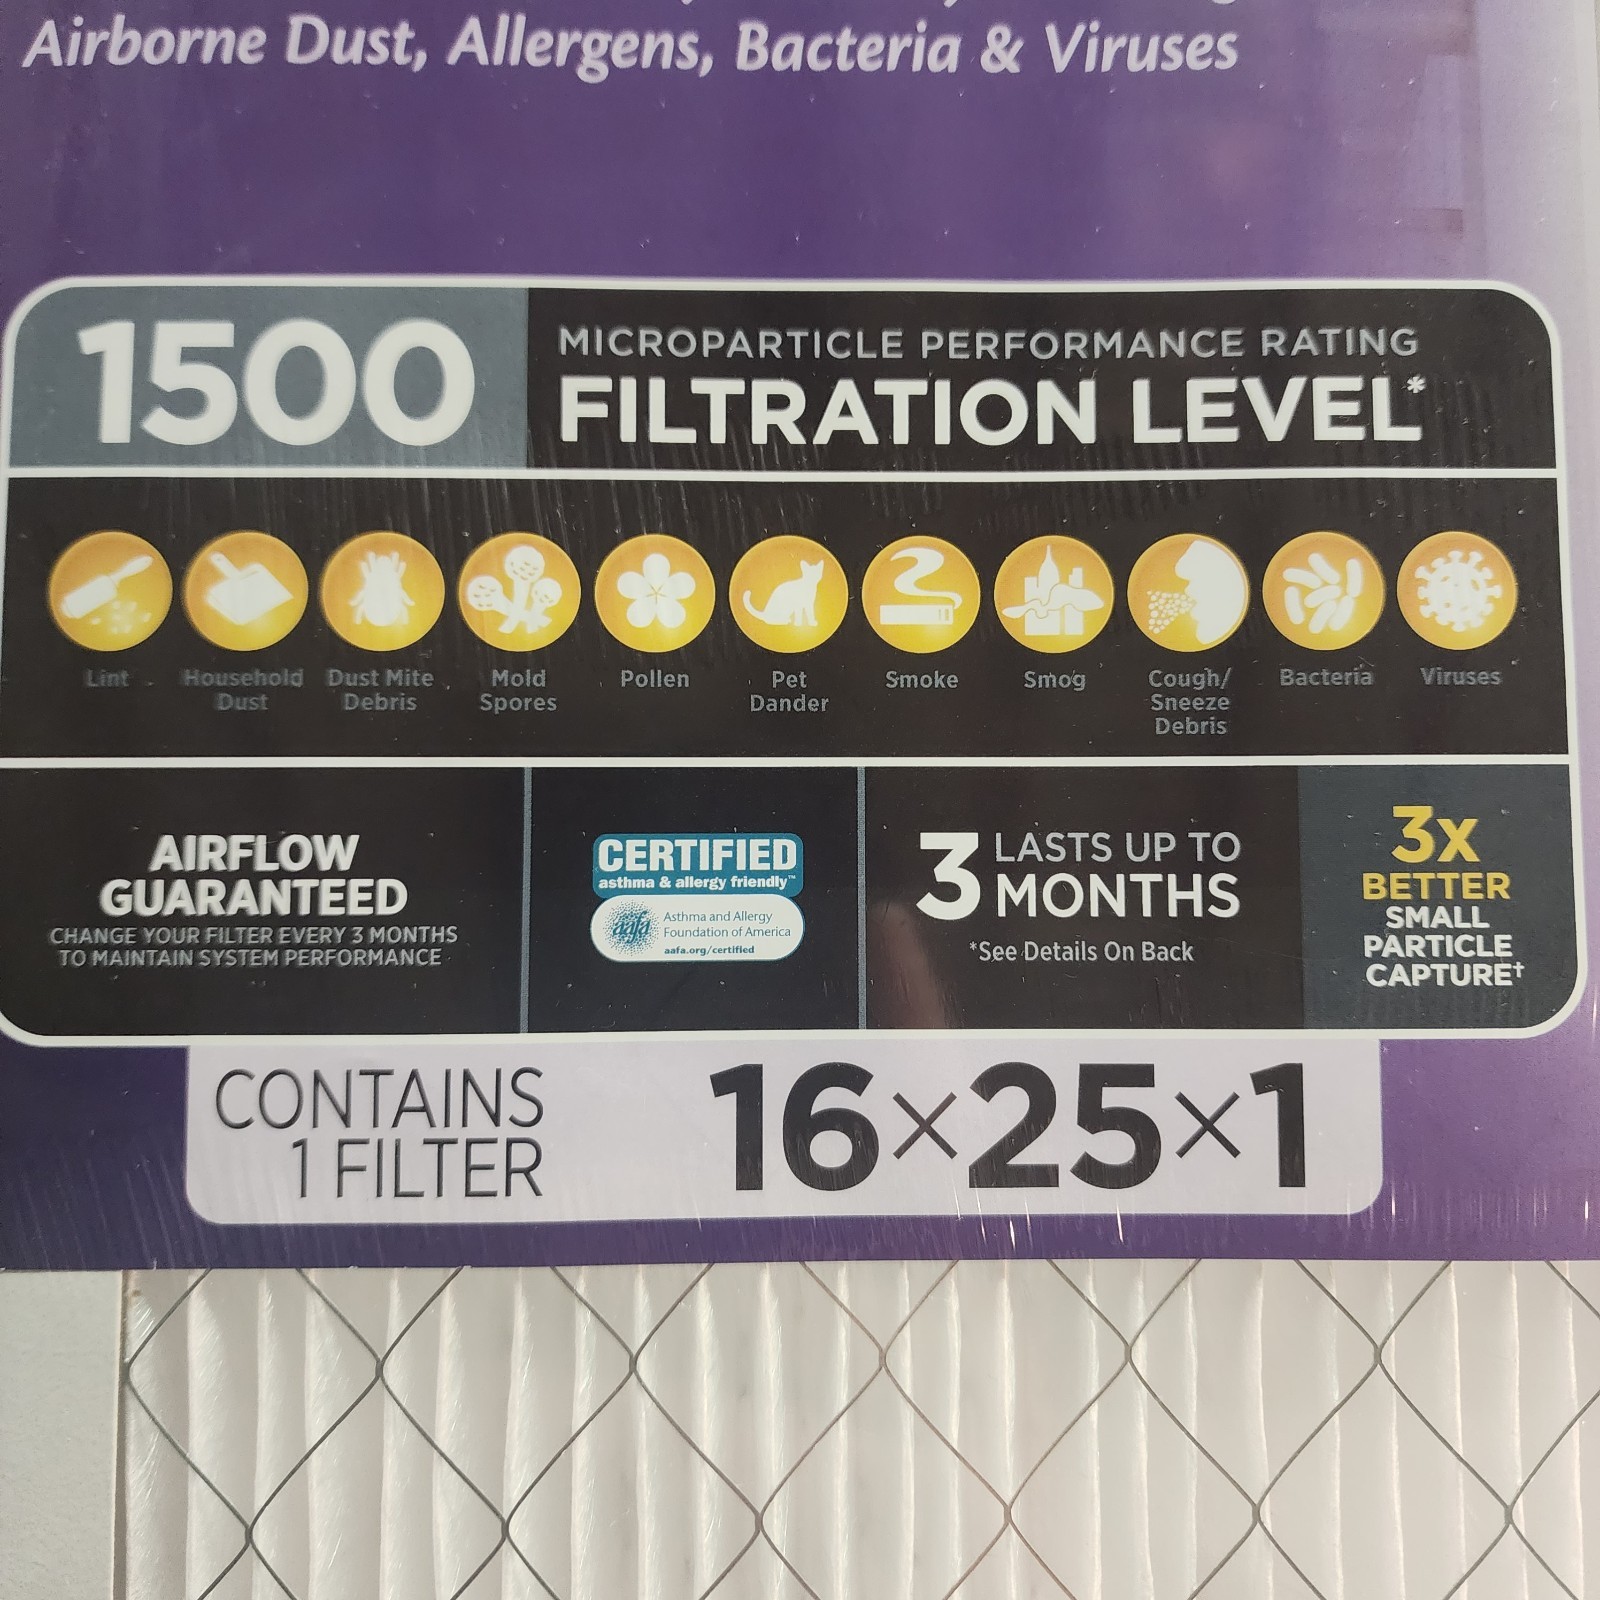 Airborne Dust, Allergens, Bacteria & Viruses
1500
MICROPARTICLE PERFORMANCE RATING
FILTRATION LEVEL*
Lint
Household
Dust
Dust Mite
Debris
Mold
Spores
Pollen
Pet
Dander
Smoke
Smog
Cough/
Sneeze
Debris
Bacteria
Viruses
AIRFLOW
GUARANTEED
CHANGE YOUR FILTER EVERY 3 MONTHS
TO MAINTAIN SYSTEM PERFORMANCE
CERTIFIED
asthma & allergy friendly™
aafa
Asthma and Allergy
Foundation of America
aafa.org/certified
3
LASTS UP TO
MONTHS
*See Details On Back
3x
BETTER
SMALL
PARTICLE
CAPTURE†
CONTAINS
1 FILTER
16×25×1